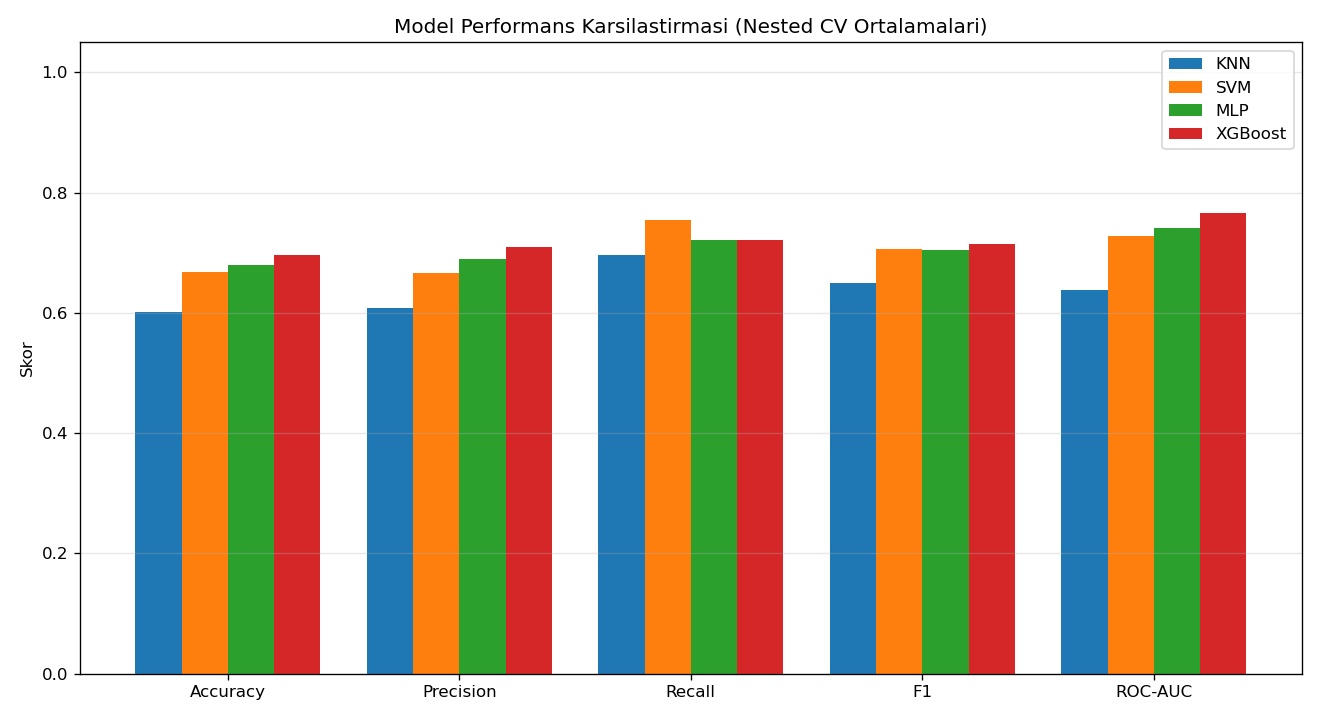 Model Performans Karsilastirmasi (Nested CV Ortalamalari)
KNN
SVM
MLP
XGBoost
Skor
1.0
0.8
0.6
0.4
0.2
0.0
Accuracy
Precision
Recall
F1
ROC-AUC